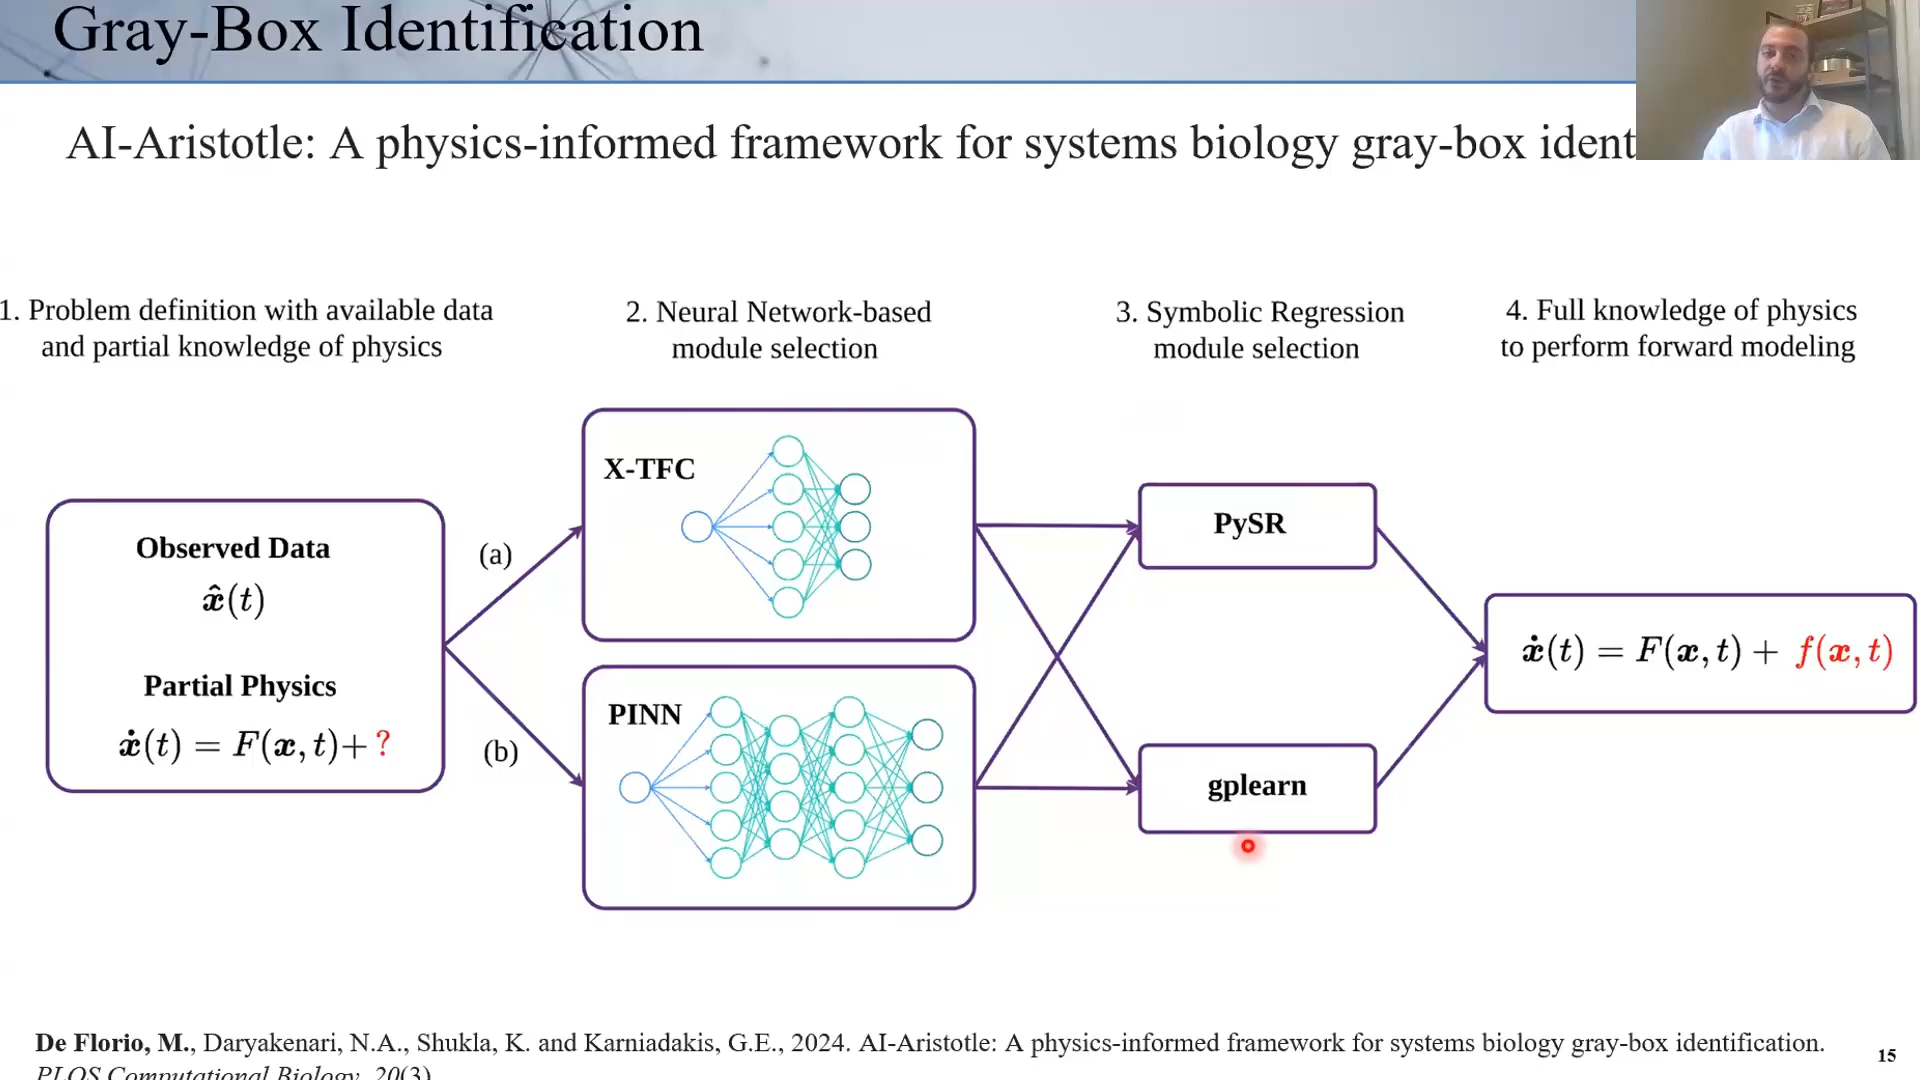 Gray-Box Identification
AI-Aristotle: A physics-informed framework for systems biology gray-box ident
1. Problem definition with available data
and partial knowledge of physics
2. Neural Network-based
module selection
3. Symbolic Regression
module selection
4. Full knowledge of physics
to perform forward modeling
Observed Data
x̂(t)
Partial Physics
ẋ(t) = F(x, t)+ ?
(a)
(b)
X-TFC
PINN
PySR
gplearn
ẋ(t) = F(x, t) + f(x, t)
De Florio, M., Daryakenari, N.A., Shukla, K. and Karniadakis, G.E., 2024. AI-Aristotle: A physics-informed framework for systems biology gray-box identification.
PLOS Computational Biology, 20(3)
15